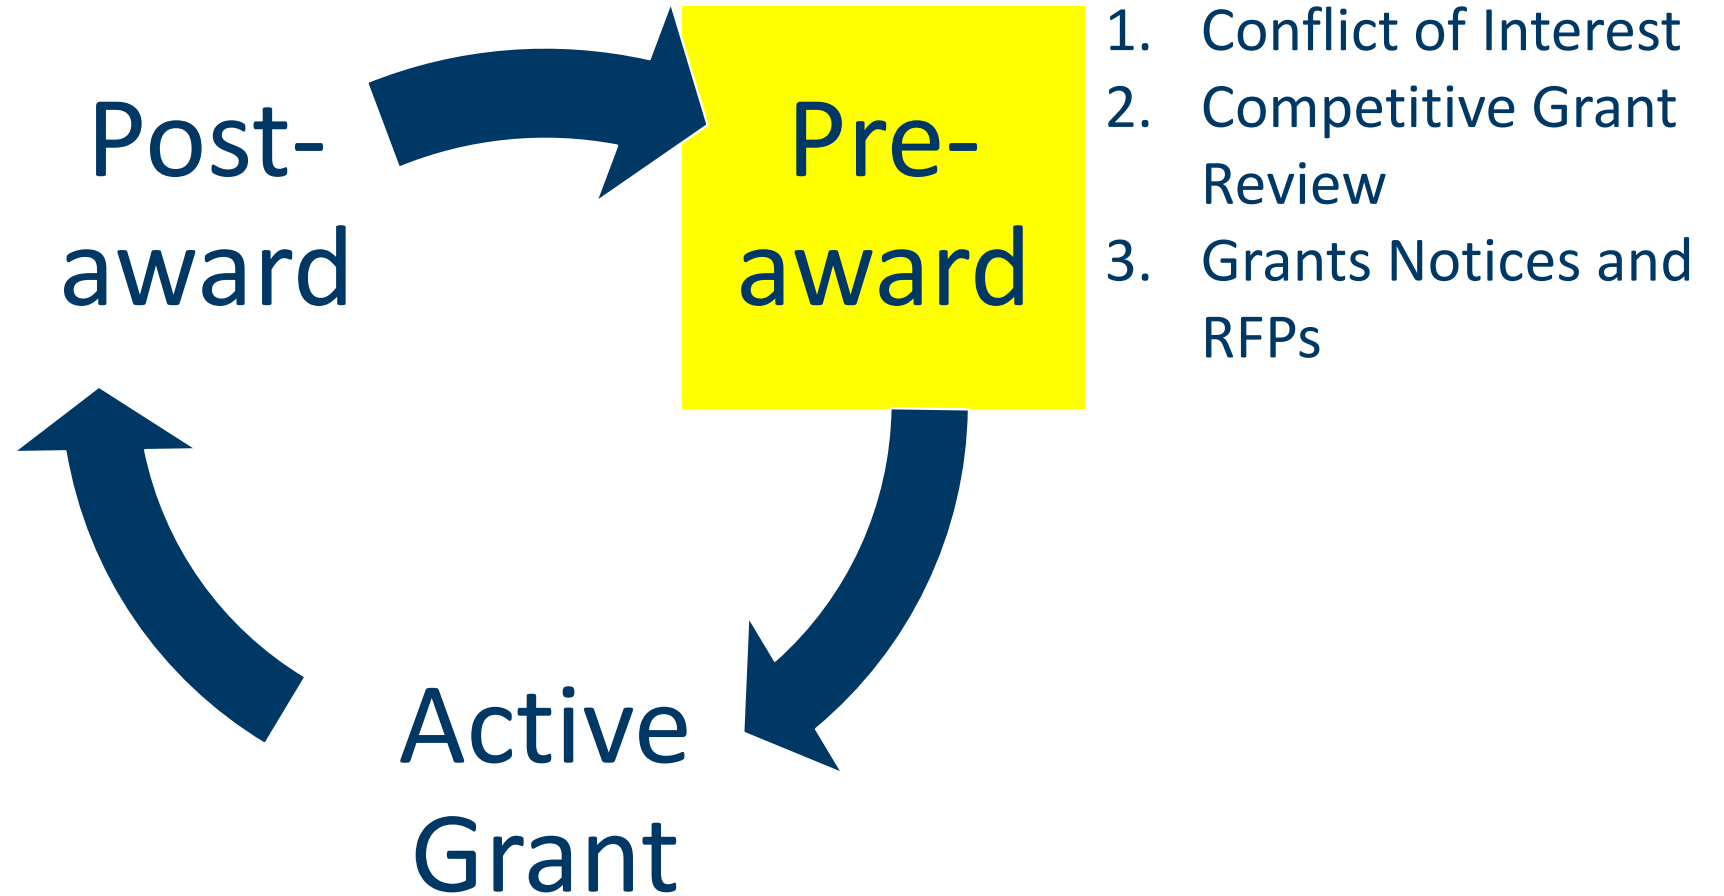 Post-
award
Pre-
award
1. Conflict of Interest
2. Competitive Grant
Review
3. Grants Notices and
RFPs
Active
Grant